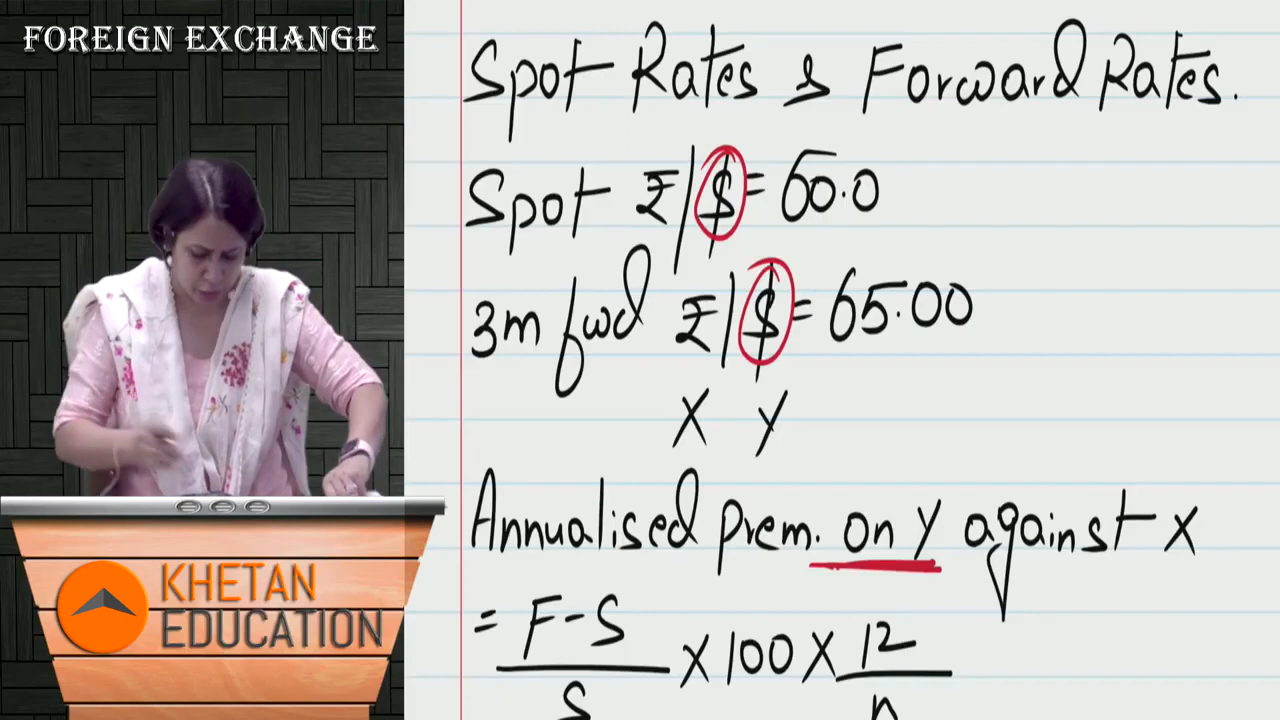 FOREIGN EXCHANGE
Spot Rates & Forward Rates.
Spot ₹/$ = 60.0
3m fwd ₹/$ = 65.00
X Y
Annualised prem. on Y against X
= F-S / S × 100 × 12 / n
KHETAN
EDUCATION